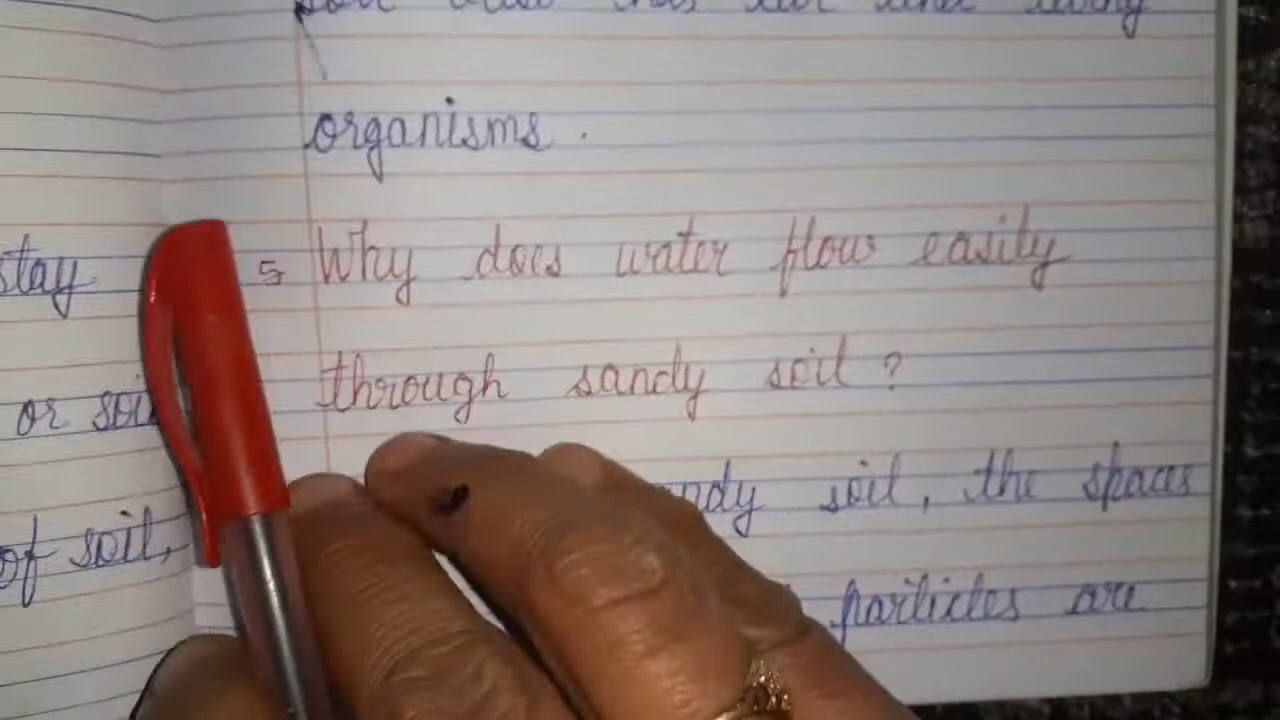 stay
or soi
of soil,
organisms.
5 Why does water flow easily
through sandy soil?
ndy soil, the spaces
particles are